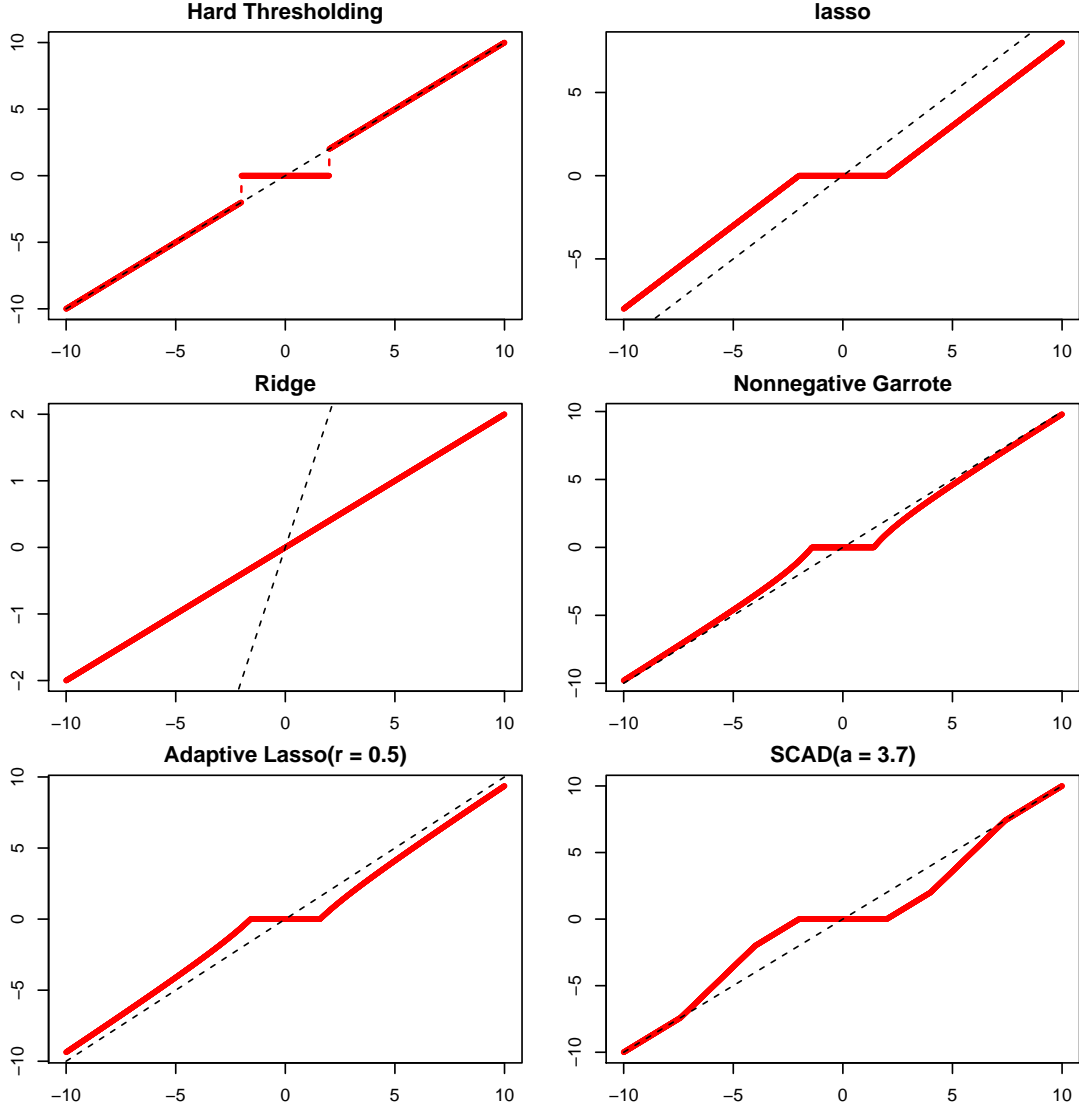 Hard Thresholding
10
5
0
−5
−10
−10 −5 0 5 10
lasso
5
0
−5
−10 −5 0 5 10
Ridge
2
1
0
−1
−2
−10 −5 0 5 10
Nonnegative Garrote
10
5
0
−5
−10
−10 −5 0 5 10
Adaptive Lasso(r = 0.5)
10
5
0
−5
−10
−10 −5 0 5 10
SCAD(a = 3.7)
10
5
0
−5
−10
−10 −5 0 5 10